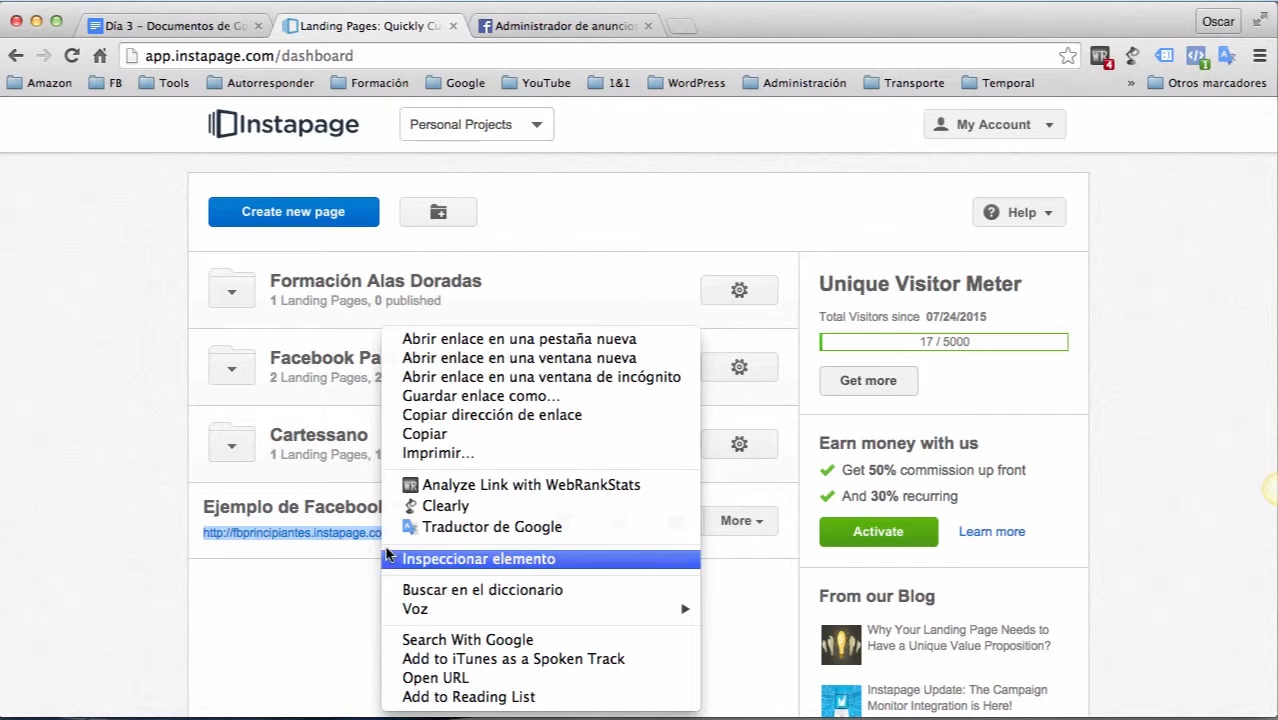 Día 3 – Documentos de Go
Landing Pages: Quickly Cu
Administrador de anuncios
Oscar
app.instapage.com/dashboard
WR 4
1
Amazon
FB
Tools
Autorresponder
Formación
Google
YouTube
1&1
WordPress
Administración
Transporte
Temporal
»
Otros marcadores
Instapage
Personal Projects
My Account
Create new page
Help
Formación Alas Doradas
1 Landing Pages, 0 published
Facebook Pa
2 Landing Pages, 2
Cartessano
1 Landing Pages, 1
Ejemplo de Facebook
http://fbprincipiantes.instapage.co
More
Abrir enlace en una pestaña nueva
Abrir enlace en una ventana nueva
Abrir enlace en una ventana de incógnito
Guardar enlace como...
Copiar dirección de enlace
Copiar
Imprimir...
WR Analyze Link with WebRankStats
Clearly
Traductor de Google
Inspeccionar elemento
Buscar en el diccionario
Voz
Search With Google
Add to iTunes as a Spoken Track
Open URL
Add to Reading List
Unique Visitor Meter
Total Visitors since 07/24/2015
17 / 5000
Get more
Earn money with us
Get 50% commission up front
And 30% recurring
Activate
Learn more
From our Blog
Why Your Landing Page Needs to
Have a Unique Value Proposition?
Instapage Update: The Campaign
Monitor Integration is Here!